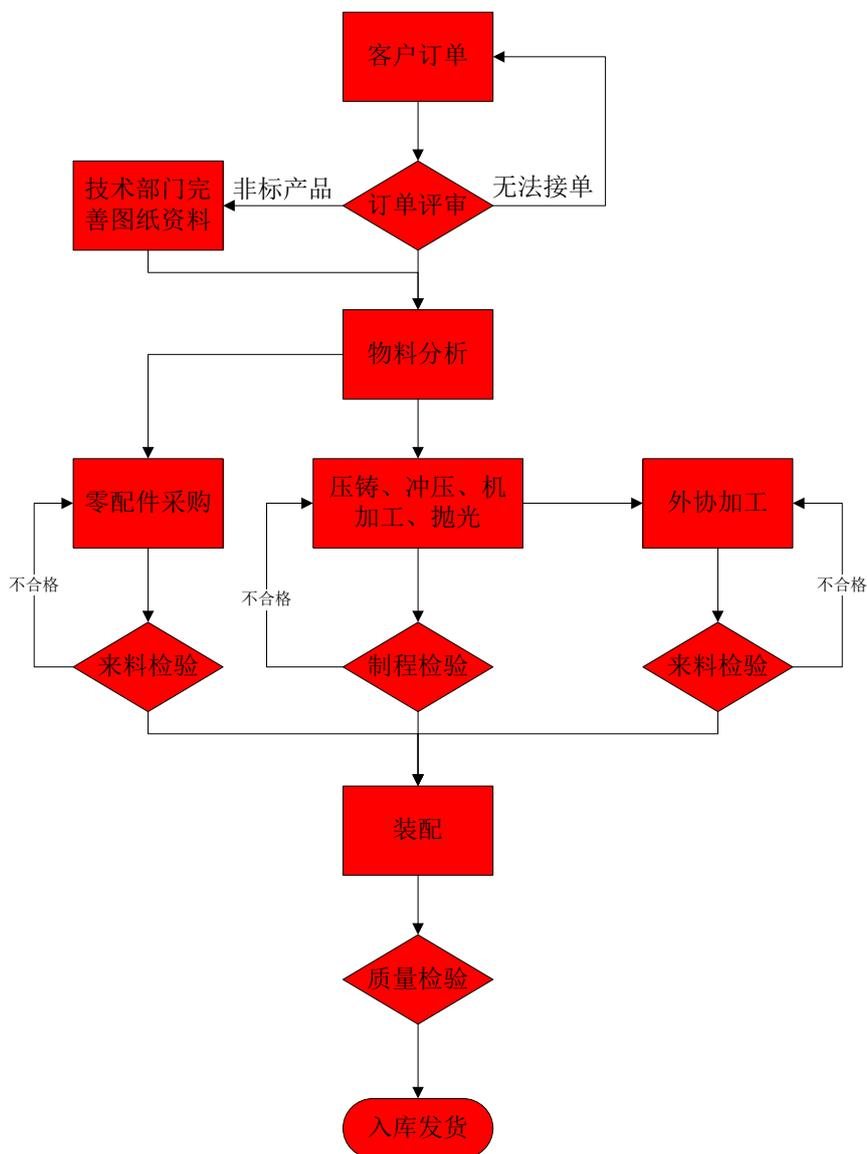 客户订单
技术部门完
善图纸资料
非标产品
订单评审
无法接单
物料分析
零配件采购
压铸、冲压、机
加工、抛光
外协加工
不合格
不合格
不合格
来料检验
制程检验
来料检验
装配
质量检验
入库发货